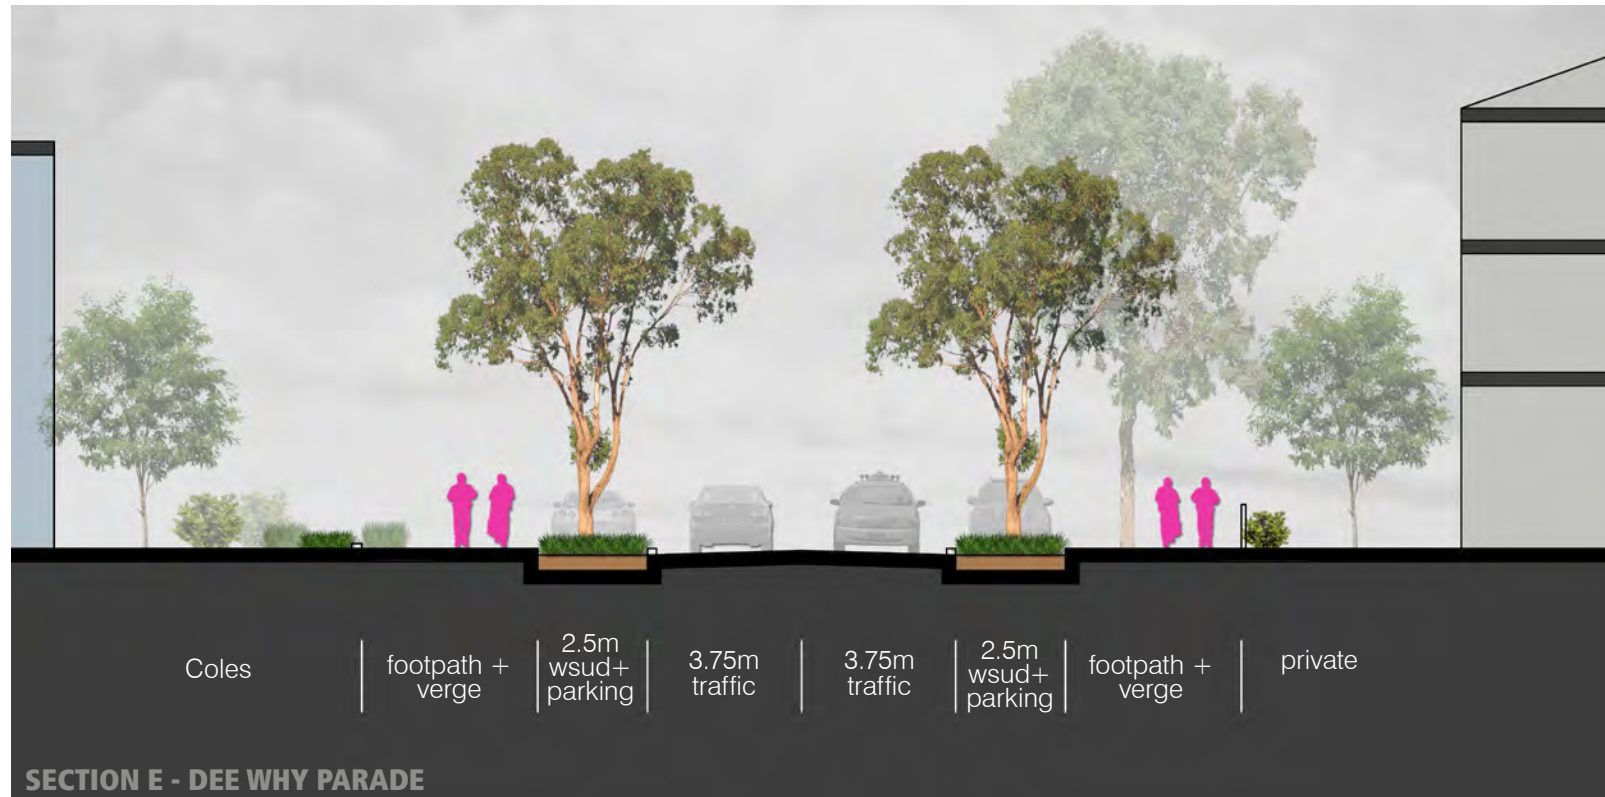 Coles
footpath +
verge
2.5m
wsud+
parking
3.75m
traffic
3.75m
traffic
2.5m
wsud+
parking
footpath +
verge
private
SECTION E - DEE WHY PARADE